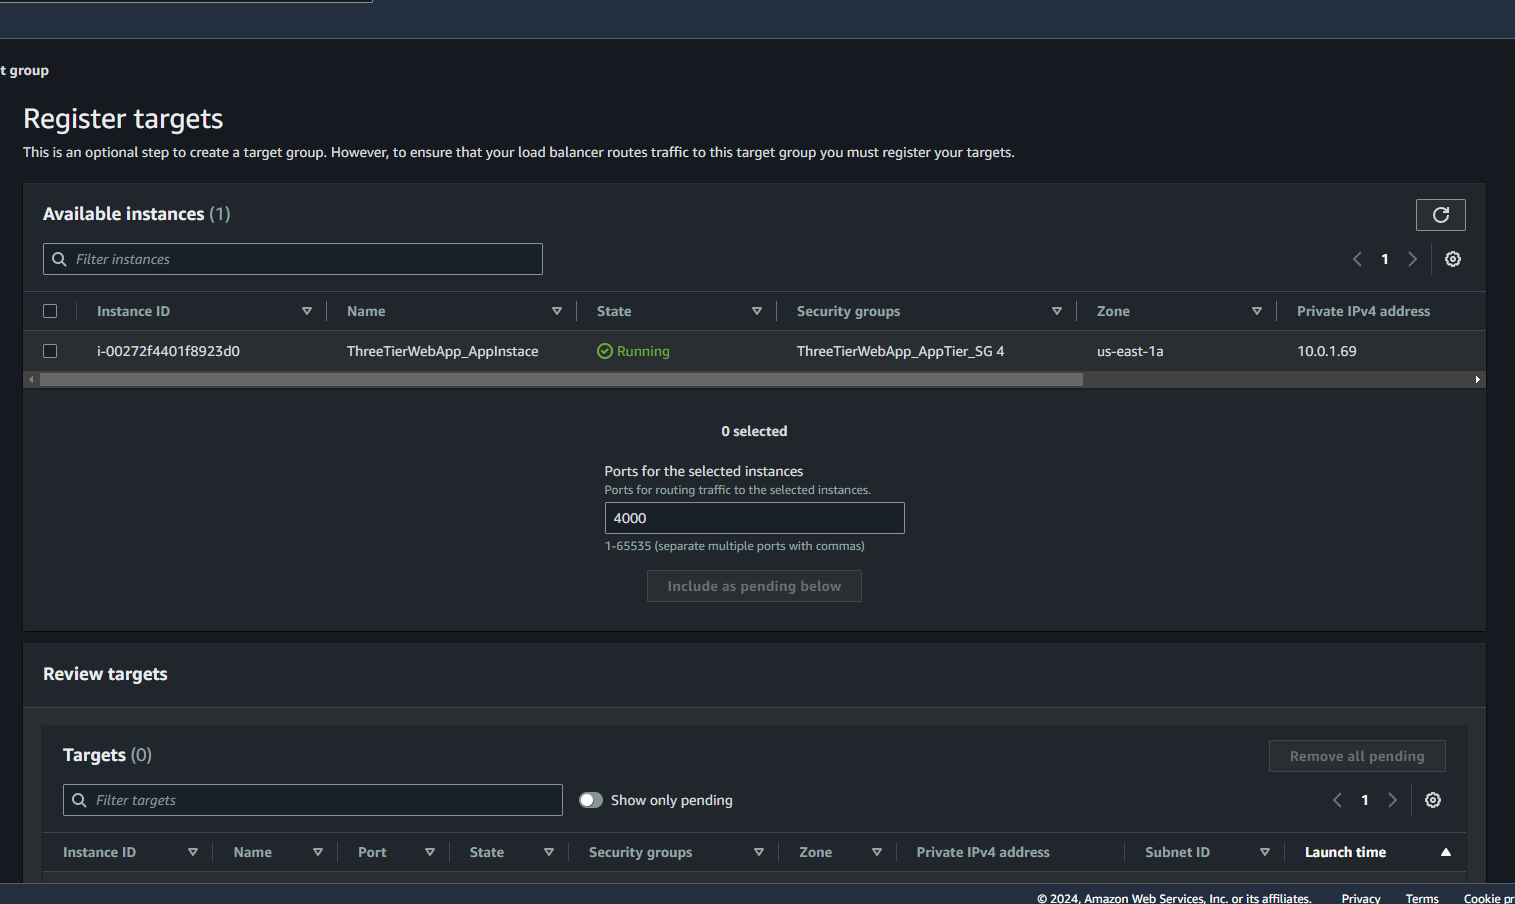 t group
Register targets
This is an optional step to create a target group. However, to ensure that your load balancer routes traffic to this target group you must register your targets.
Available instances (1)
Filter instances
1
Instance ID Name State Security groups Zone Private IPv4 address
i-00272f4401f8923d0 ThreeTierWebApp_AppInstace Running ThreeTierWebApp_AppTier_SG 4 us-east-1a 10.0.1.69
0 selected
Ports for the selected instances
Ports for routing traffic to the selected instances.
4000
1-65535 (separate multiple ports with commas)
Include as pending below
Review targets
Targets (0)
Remove all pending
Filter targets Show only pending 1
Instance ID Name Port State Security groups Zone Private IPv4 address Subnet ID Launch time
© 2024, Amazon Web Services, Inc. or its affiliates. Privacy Terms Cookie pr